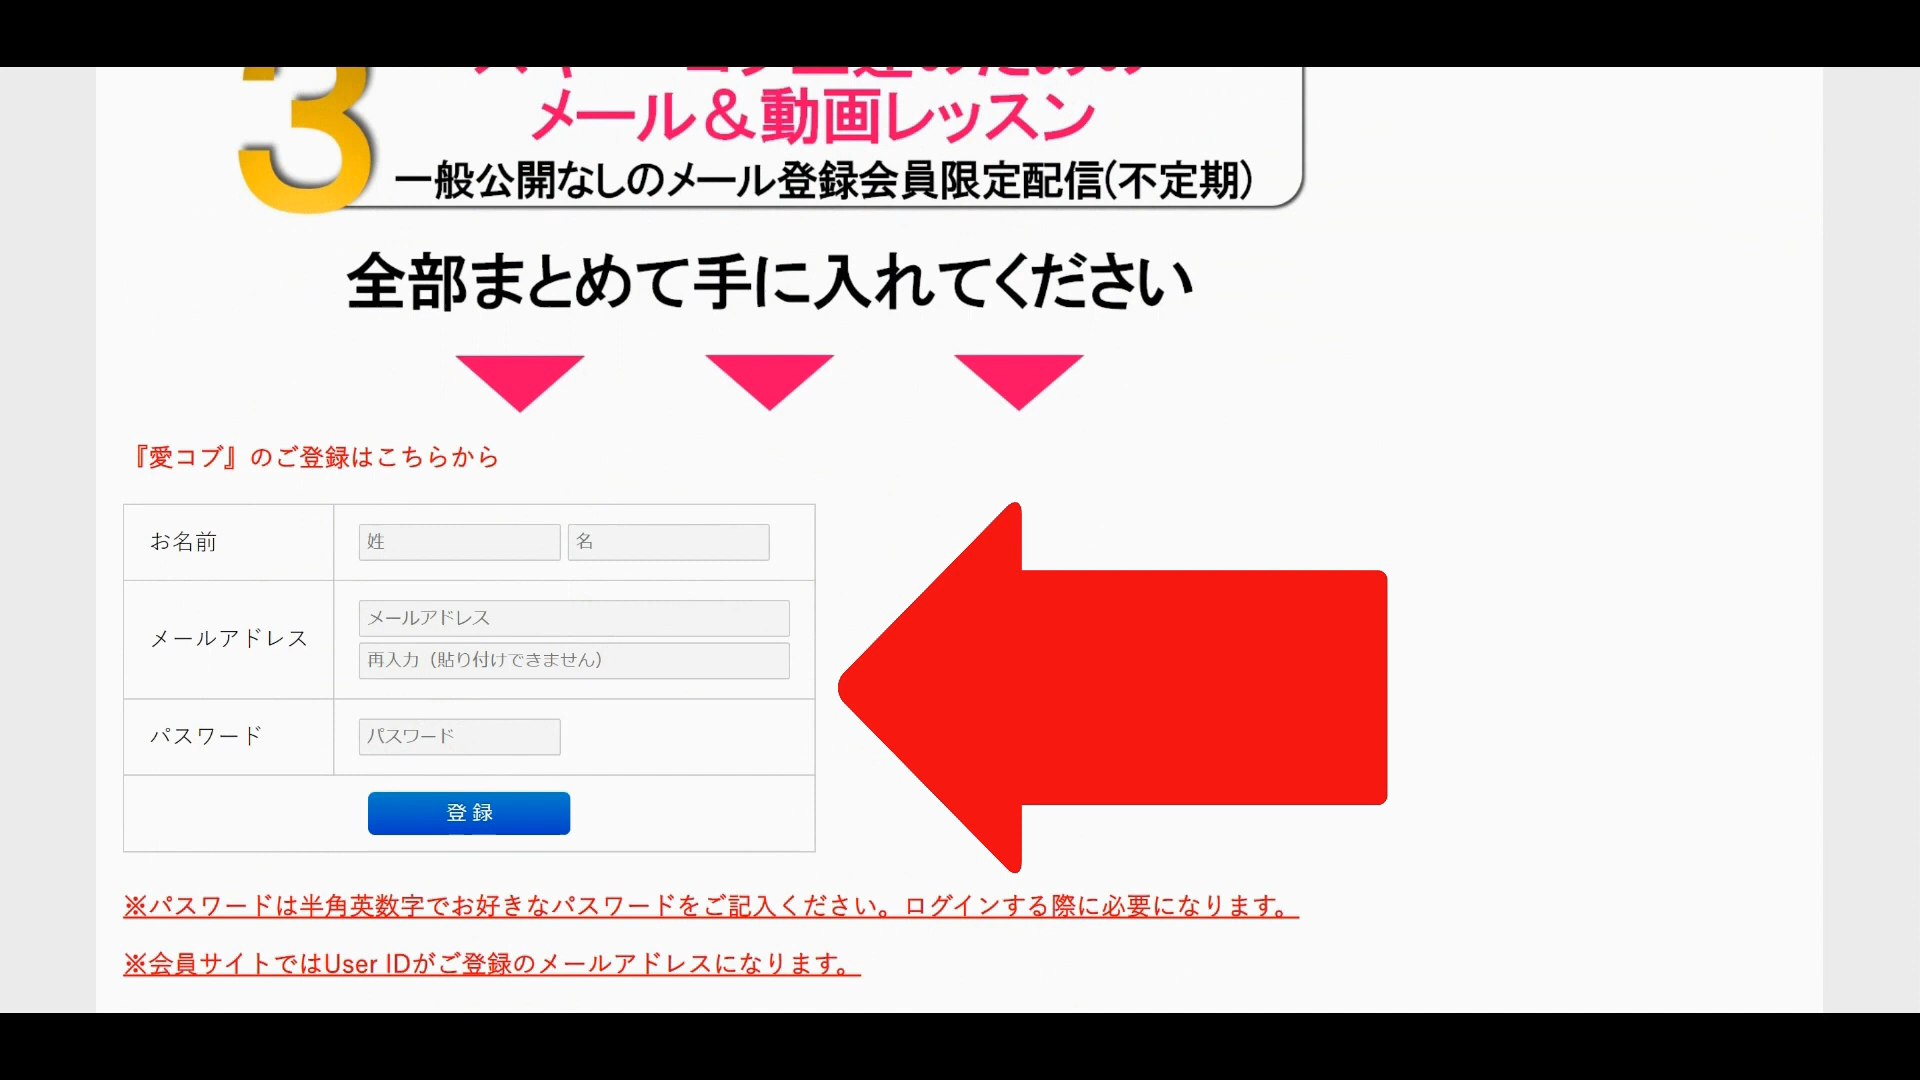 3
メール＆動画レッスン
一般公開なしのメール登録会員限定配信(不定期)
全部まとめて手に入れてください
『愛コブ』のご登録はこちらから
お名前 姓 名
メールアドレス メールアドレス
再入力（貼り付けできません）
パスワード パスワード
登録
※パスワードは半角英数字でお好きなパスワードをご記入ください。ログインする際に必要になります。
※会員サイトではUser IDがご登録のメールアドレスになります。